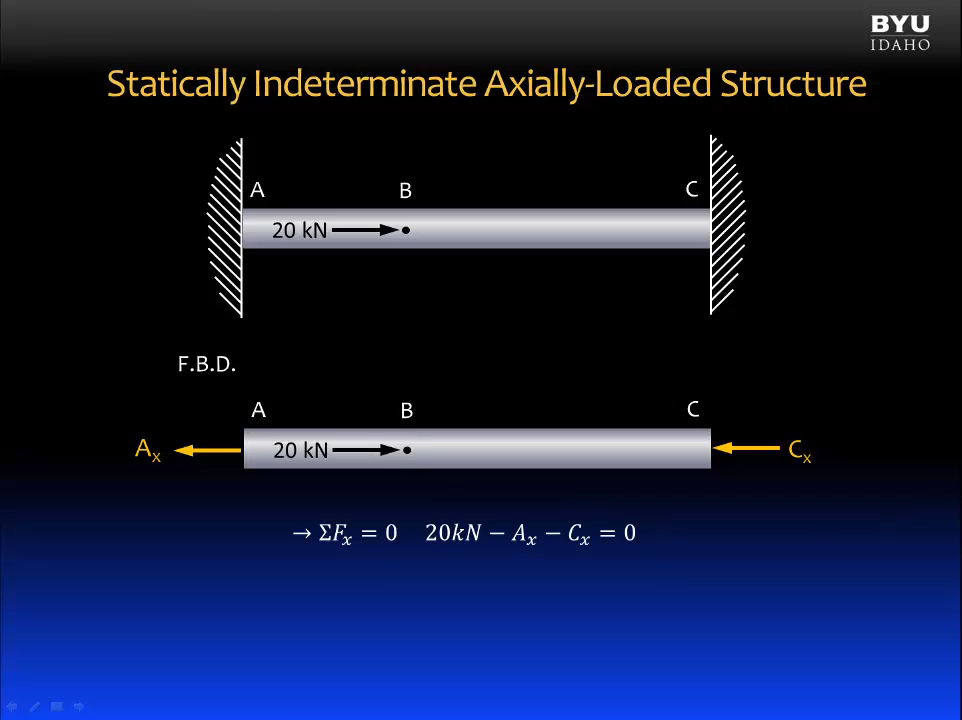 BYU
IDAHO
Statically Indeterminate Axially-Loaded Structure
A B C
20 kN
F.B.D.
A B C
Aₓ 20 kN Cₓ
→ ΣFₓ = 0 20kN − Aₓ − Cₓ = 0